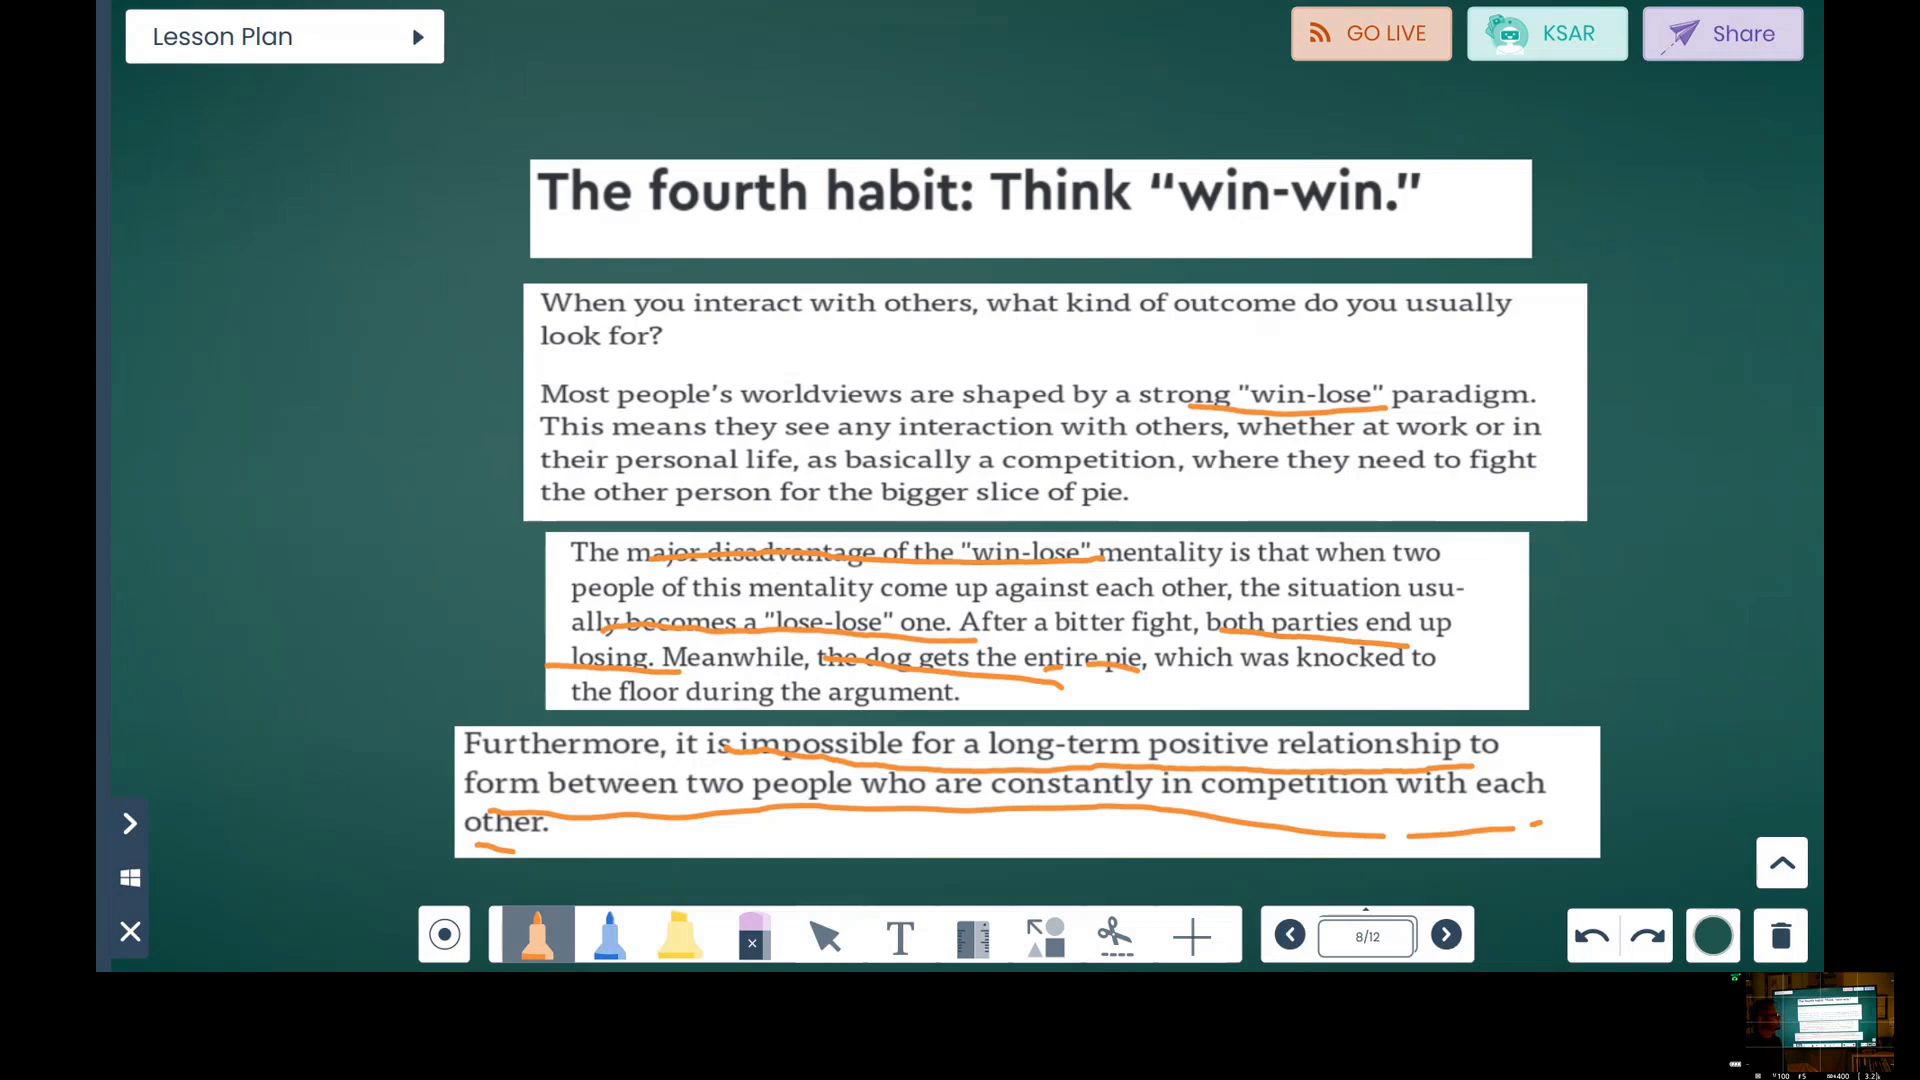 Lesson Plan
GO LIVE
KSAR
Share
The fourth habit: Think “win-win.”
When you interact with others, what kind of outcome do you usually
look for?
Most people’s worldviews are shaped by a strong "win-lose" paradigm.
This means they see any interaction with others, whether at work or in
their personal life, as basically a competition, where they need to fight
the other person for the bigger slice of pie.
The major disadvantage of the "win-lose" mentality is that when two
people of this mentality come up against each other, the situation usu-
ally becomes a "lose-lose" one. After a bitter fight, both parties end up
losing. Meanwhile, the dog gets the entire pie, which was knocked to
the floor during the argument.
Furthermore, it is impossible for a long-term positive relationship to
form between two people who are constantly in competition with each
other.
T
8/12